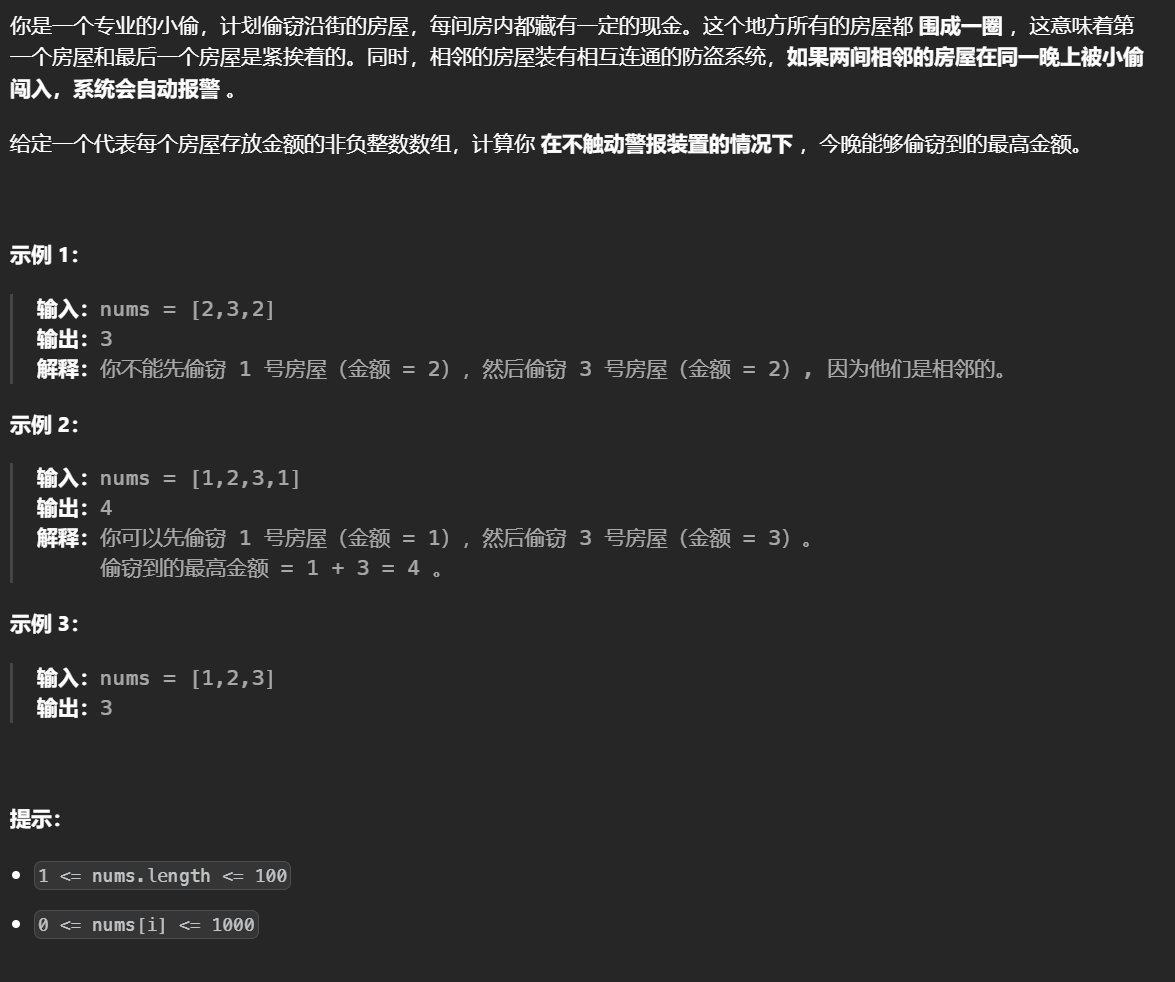 你是一个专业的小偷，计划偷窃沿街的房屋，每间房内都藏有一定的现金。这个地方所有的房屋都 围成一圈 ，这意味着第
一个房屋和最后一个房屋是紧挨着的。同时，相邻的房屋装有相互连通的防盗系统，如果两间相邻的房屋在同一晚上被小偷
闯入，系统会自动报警 。
给定一个代表每个房屋存放金额的非负整数数组，计算你 在不触动警报装置的情况下 ，今晚能够偷窃到的最高金额。
示例 1：
输入：nums = [2,3,2]
输出：3
解释：你不能先偷窃 1 号房屋（金额 = 2），然后偷窃 3 号房屋（金额 = 2）, 因为他们是相邻的。
示例 2：
输入：nums = [1,2,3,1]
输出：4
解释：你可以先偷窃 1 号房屋（金额 = 1），然后偷窃 3 号房屋（金额 = 3）。
偷窃到的最高金额 = 1 + 3 = 4 。
示例 3：
输入：nums = [1,2,3]
输出：3
提示：
1 <= nums.length <= 100
0 <= nums[i] <= 1000